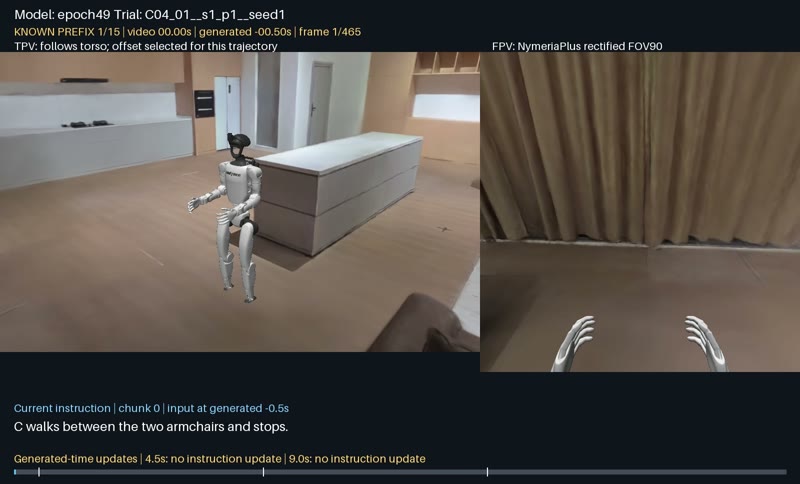 Model: epoch49 Trial: C04_01__s1_p1__seed1
KNOWN PREFIX 1/15 | video 00.00s | generated -00.50s | frame 1/465
TPV: follows torso; offset selected for this trajectory
FPV: NymeriaPlus rectified FOV90
Current instruction | chunk 0 | input at generated -0.5s
C walks between the two armchairs and stops.
Generated-time updates | 4.5s: no instruction update | 9.0s: no instruction update